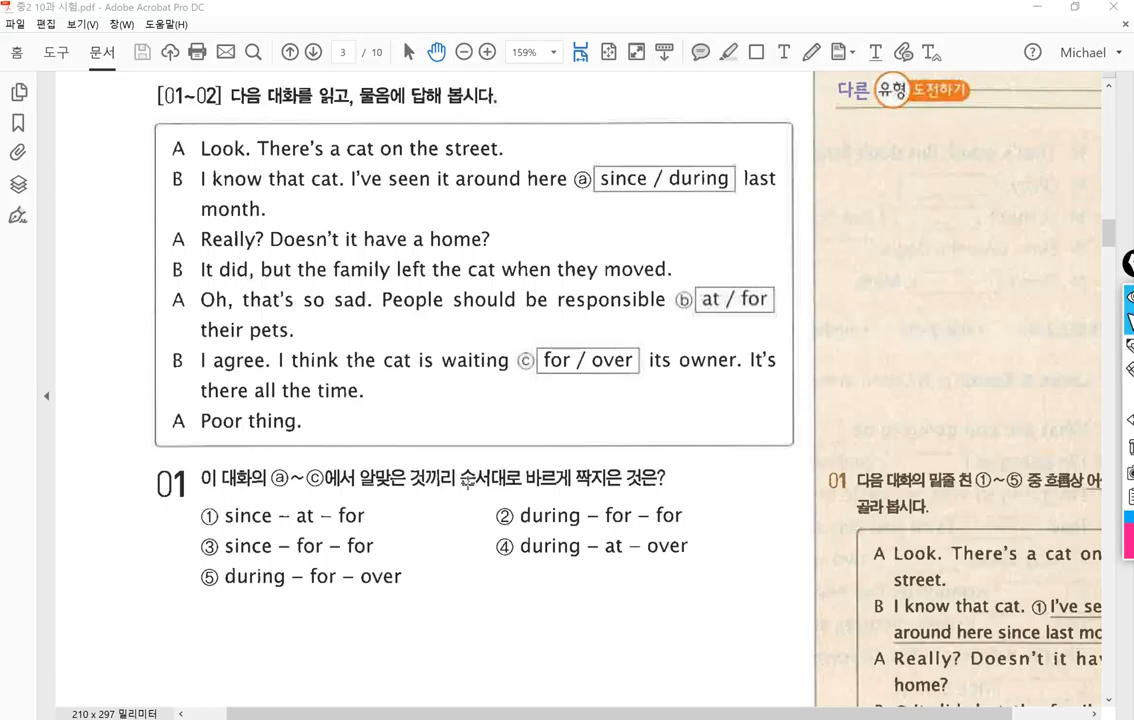 중2 10과 시험.pdf - Adobe Acrobat Pro DC
파일 편집 보기(V) 창(W) 도움말(H)
홈 도구 문서 3 / 10 159% Michael
[01~02] 다음 대화를 읽고, 물음에 답해 봅시다.
A Look. There's a cat on the street.
B I know that cat. I've seen it around here ⓐ since / during last
month.
A Really? Doesn't it have a home?
B It did, but the family left the cat when they moved.
A Oh, that's so sad. People should be responsible ⓑ at / for
their pets.
B I agree. I think the cat is waiting ⓒ for / over its owner. It's
there all the time.
A Poor thing.
01 이 대화의 ⓐ~ⓒ에서 알맞은 것끼리 순서대로 바르게 짝지은 것은?
① since – at – for ② during – for – for
③ since – for – for ④ during – at – over
⑤ during – for – over
다른 유형 도전하기
01 다음 대화의 밑줄 친 ①~⑤ 중 흐름상 어
골라 봅시다.
A Look. There's a cat on
street.
B I know that cat. ① I've se
around here since last mo
A Really? Doesn't it ha
home?
210 x 297 밀리미터